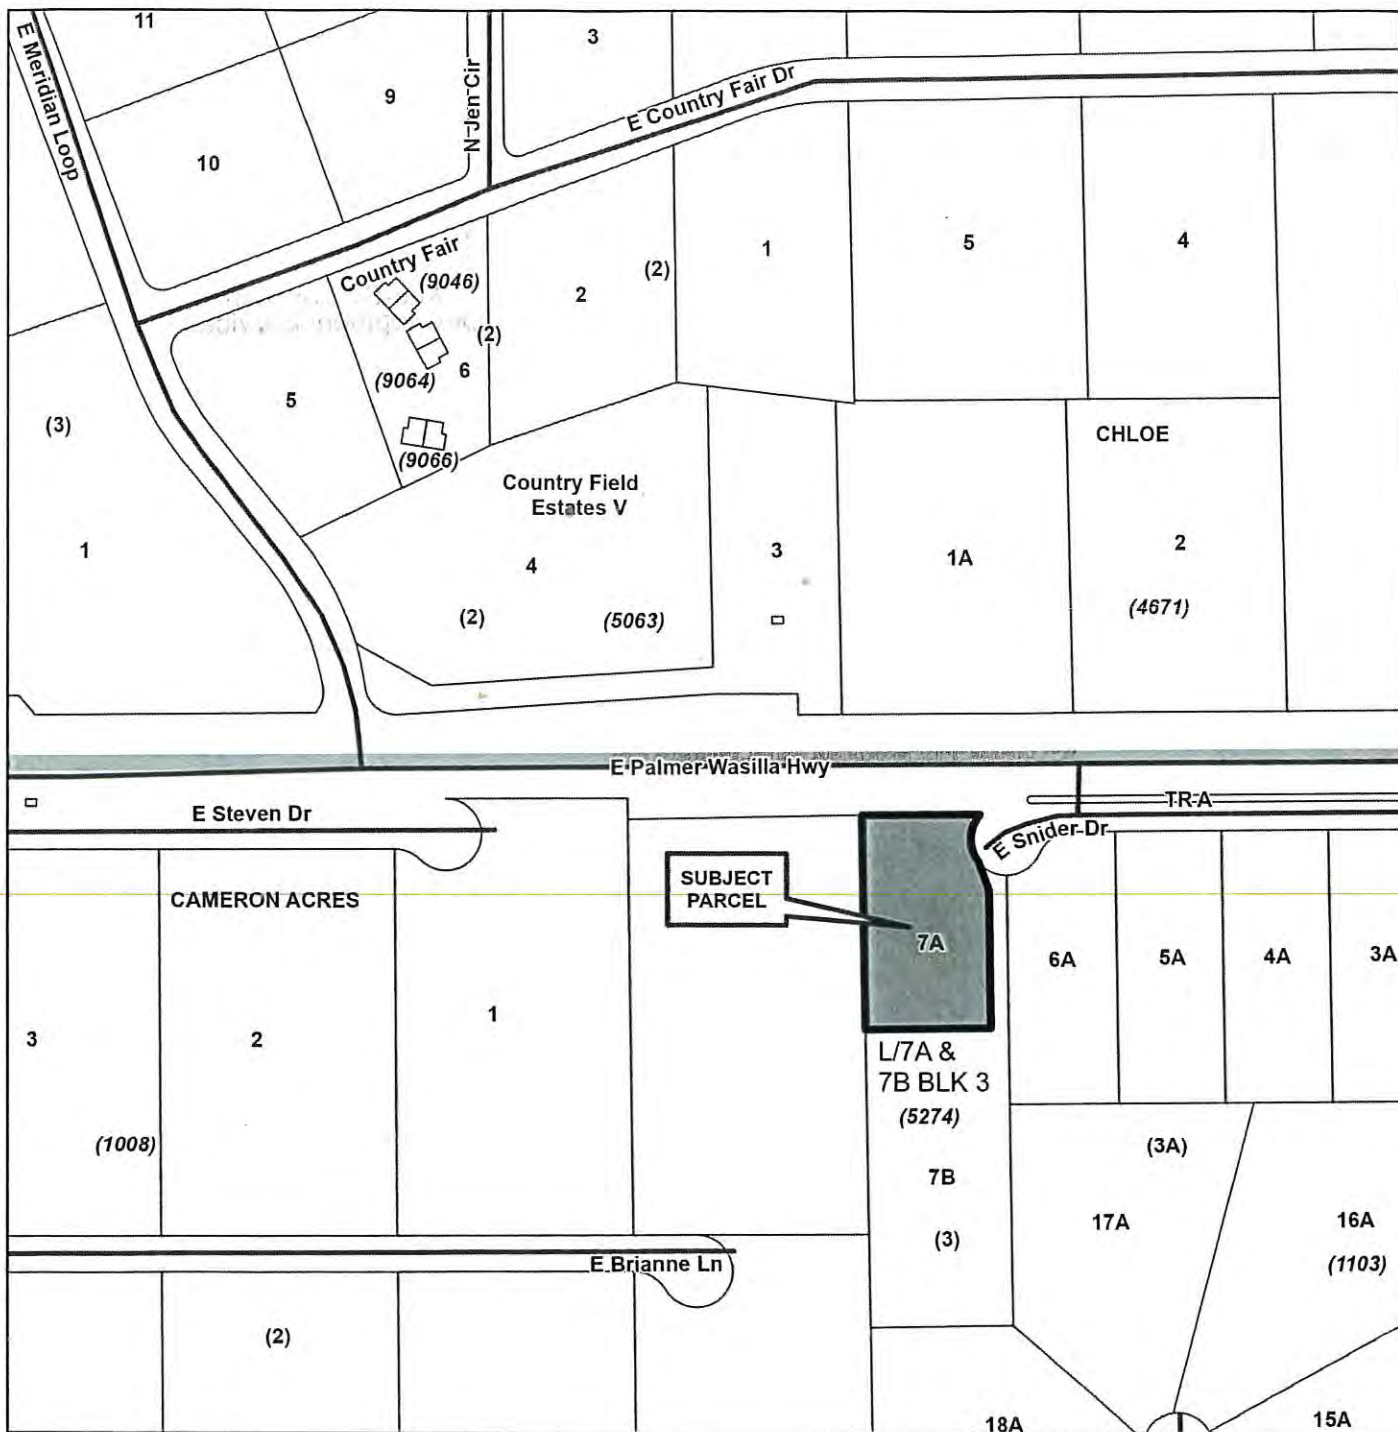 11
3
E Meridian Loop
N Jen Cir
E Country Fair Dr
9
10
1
5
4
Country Fair
(9046)
2
(2)
(2)
(9064)
6
5
(3)
(9066)
CHLOE
Country Field
Estates V
1
4
3
1A
2
(2)
(5063)
(4671)
E Palmer Wasilla Hwy
E Steven Dr
TR A
E Snider Dr
SUBJECT
PARCEL
CAMERON ACRES
7A
6A
5A
4A
3A
3
2
1
L/7A &
7B BLK 3
(5274)
(1008)
(3A)
7B
17A
16A
(3)
(1103)
E Brianne Ln
(2)
18A
15A